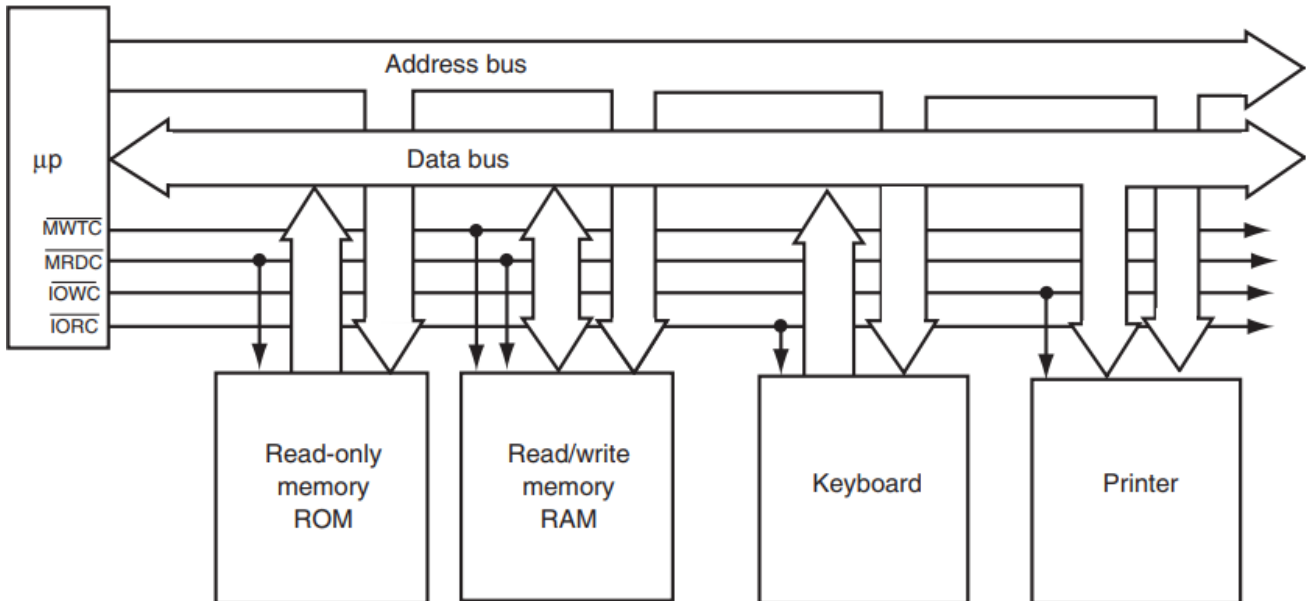 Address bus
Data bus
μp
MWTC
MRDC
IOWC
IORC
Read-only
memory
ROM
Read/write
memory
RAM
Keyboard
Printer